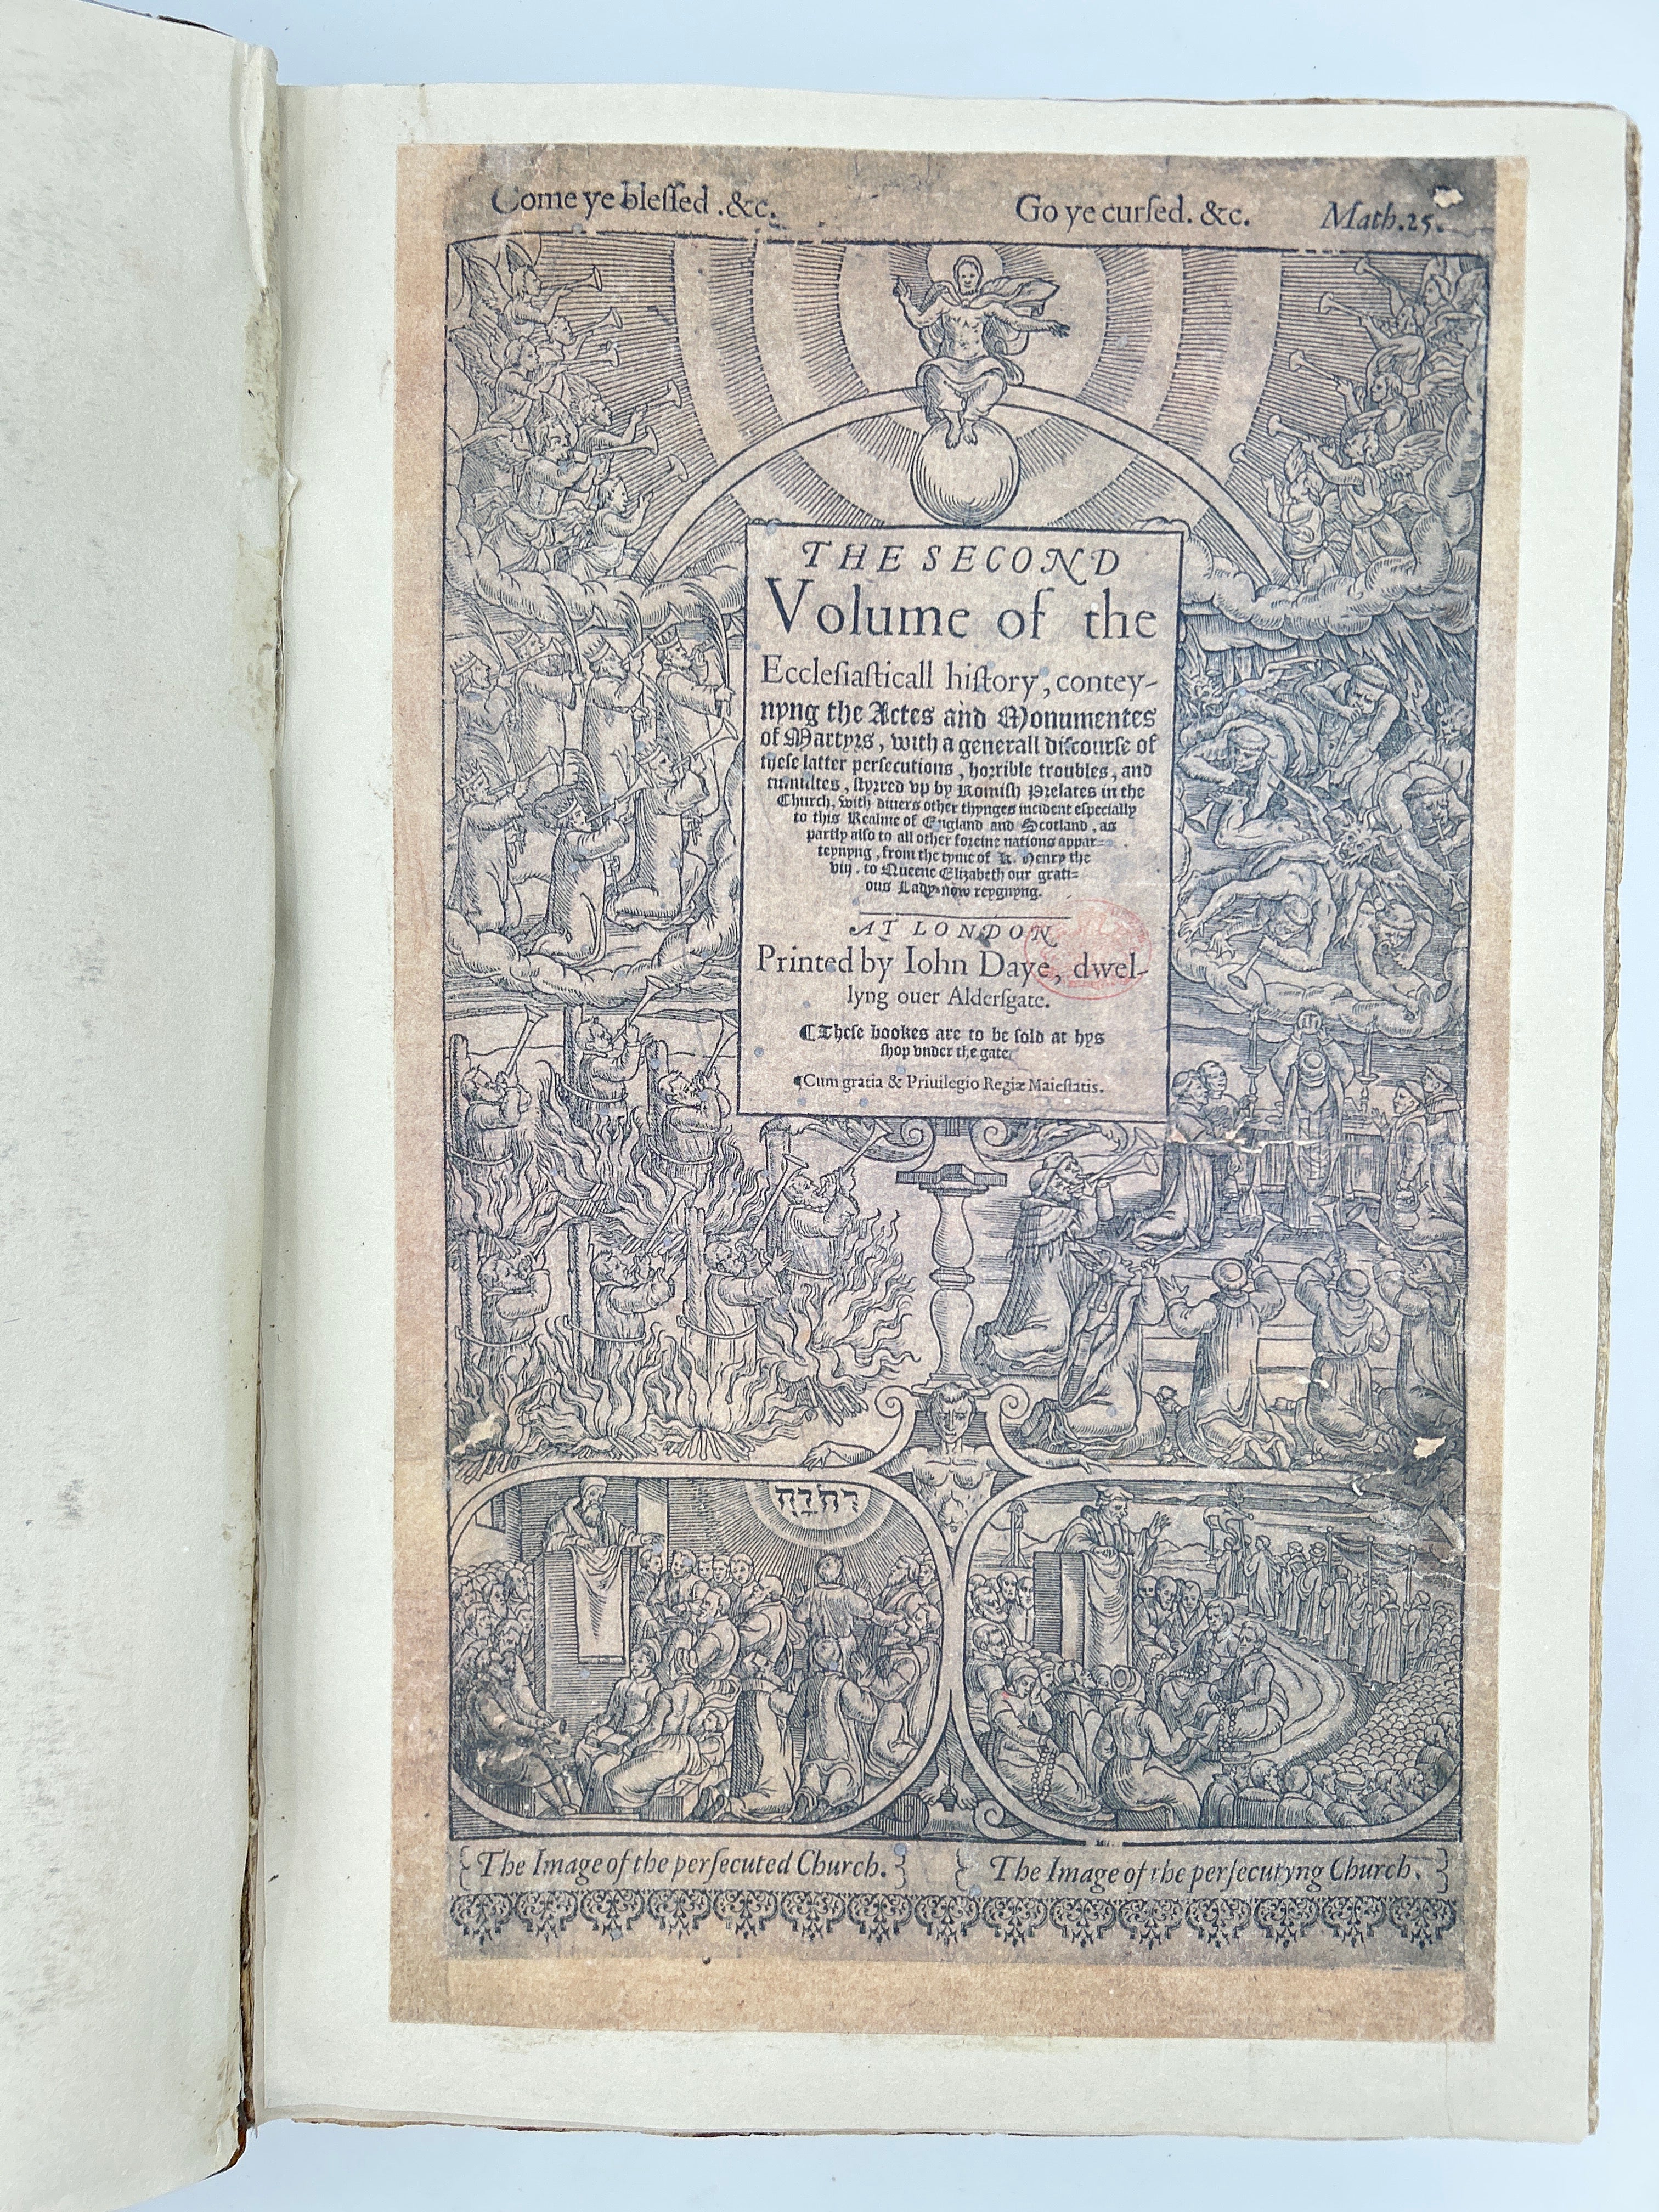 Come ye bleſſed .&c. Go ye curſed. &c. Math.25.
THE SECOND
Volume of the
Eccleſiaſticall hiſtory, contey-
nyng the Actes and Monumentes
of Martyrs, with a generall diſcourſe of
theſe latter perſecutions, horrible troubles, and
tumultes, ſtyrred vp by Romiſh Prelates in the
Church, with diuers other thynges incident eſpecially
to this Realme of England and Scotland, as
partly alſo to all other foreine nations appar-
teynyng, from the tyme of K. Henry the
viij. to Queene Elizabeth our grati-
ous Lady now reygnyng.
AT LONDON
Printed by Iohn Daye, dwel-
lyng ouer Alderſgate.
¶Theſe bookes are to be ſold at hys
ſhop vnder the gate.
¶Cum gratia & Priuilegio Regiæ Maieſtatis.
{The Image of the perſecuted Church.} {The Image of the perſecutyng Church.}